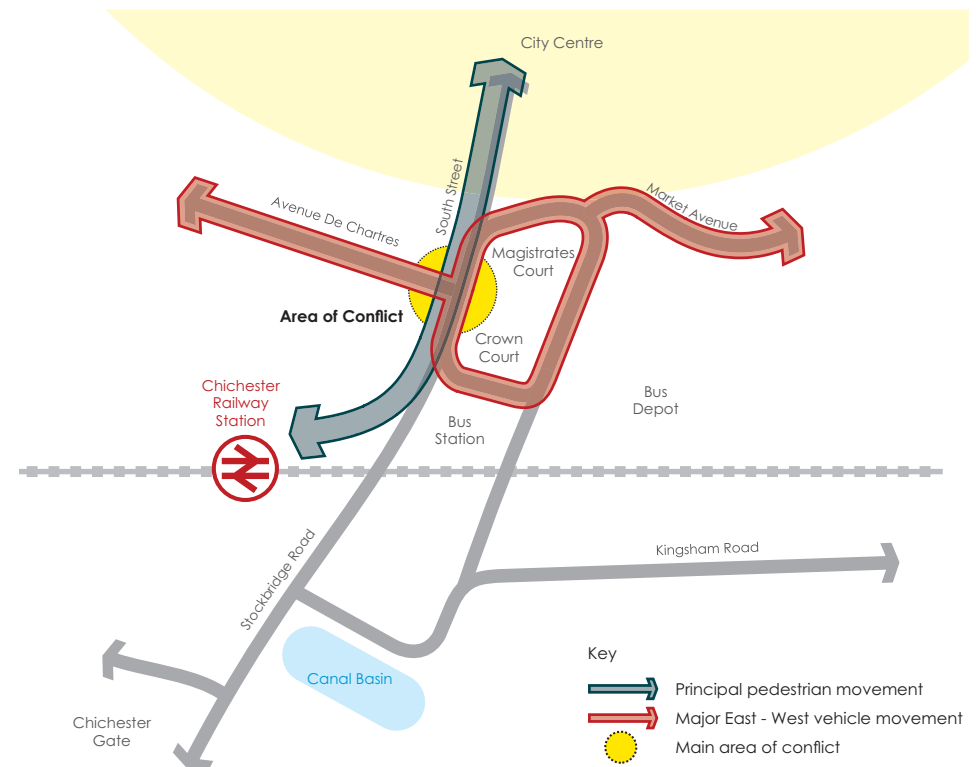 City Centre
South Street
Market Avenue
Avenue De Chartres
Magistrates
Court
Area of Conflict
Crown
Court
Chichester
Railway
Station
Bus
Depot
Bus
Station
Stockbridge Road
Kingsham Road
Canal Basin
Chichester
Gate
Key
Principal pedestrian movement
Major East - West vehicle movement
Main area of conflict